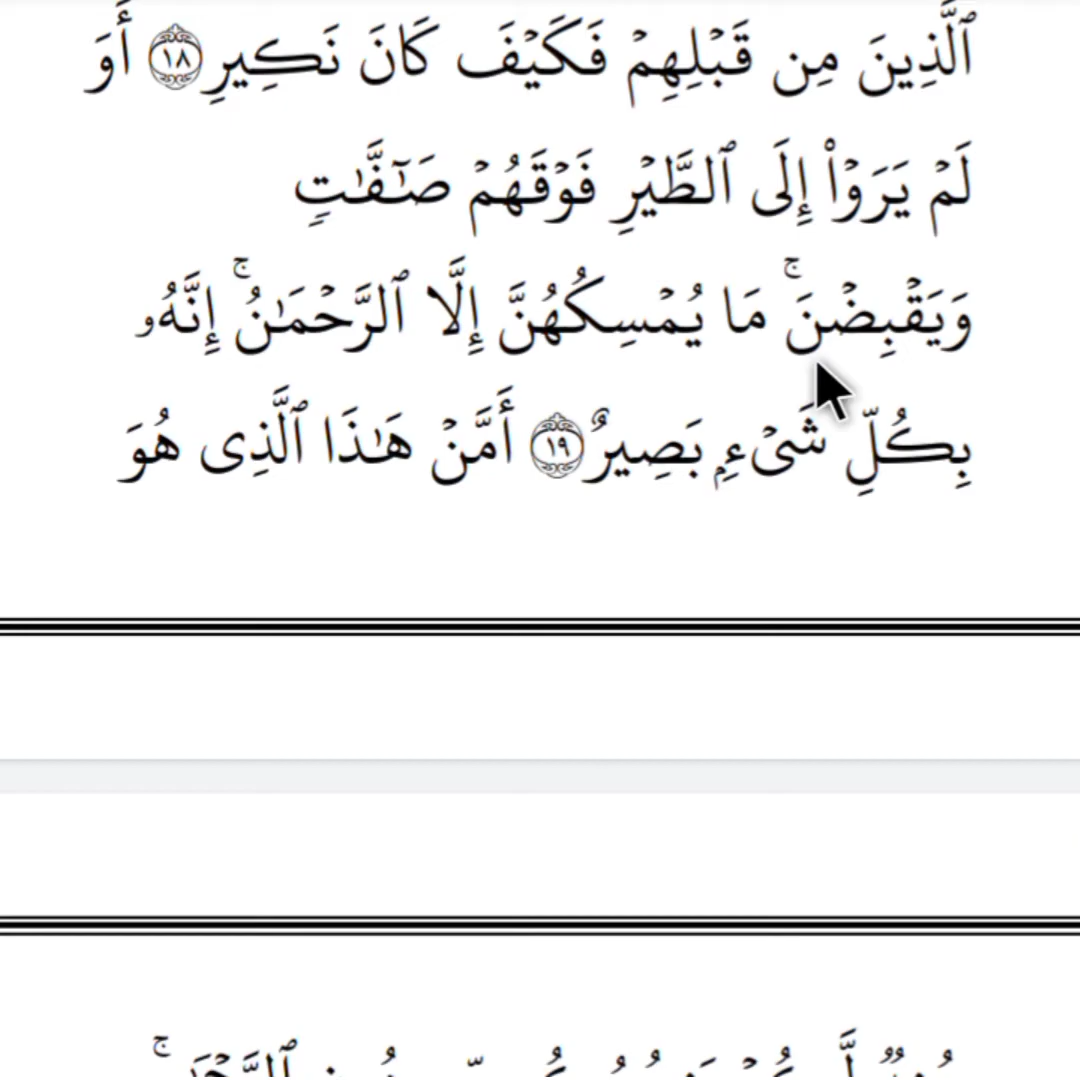 ٱلَّذِينَ مِن قَبْلِهِمْ فَكَيْفَ كَانَ نَكِيرِ ١٨ أَوَ
لَمْ يَرَوْا۟ إِلَى ٱلطَّيْرِ فَوْقَهُمْ صَـٰٓفَّـٰتٍ
وَيَقْبِضْنَ ۚ مَا يُمْسِكُهُنَّ إِلَّا ٱلرَّحْمَـٰنُ ۚ إِنَّهُۥ
بِكُلِّ شَىْءٍۭ بَصِيرٌ ١٩ أَمَّنْ هَـٰذَا ٱلَّذِى هُوَ